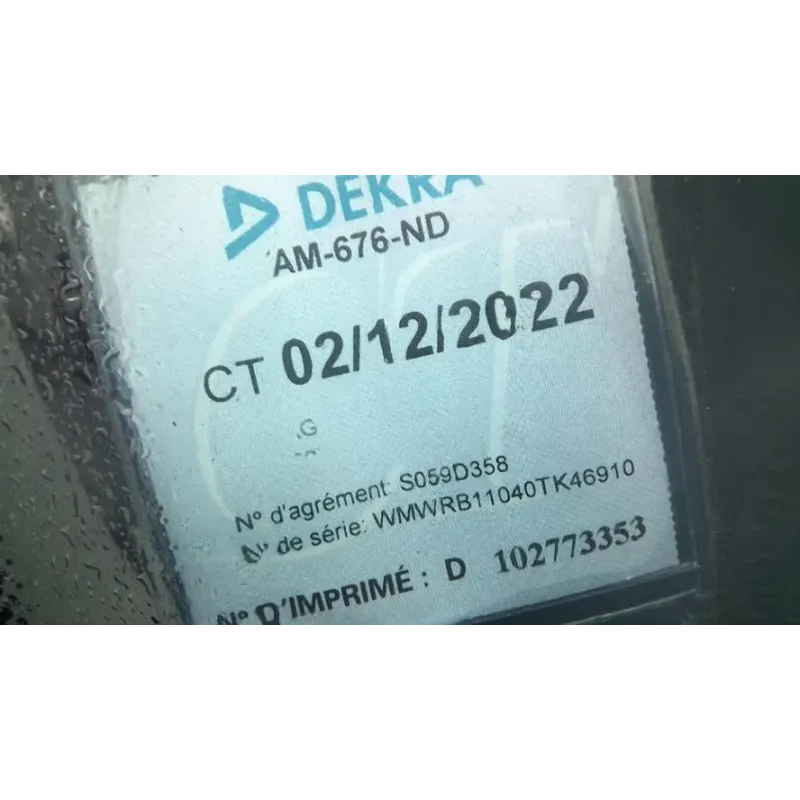 DEKRA
AM-676-ND
CT 02/12/2022
N° d'agrément: S059D358
N° de série: WMWRB11040TK46910
N° D'IMPRIMÉ : D 102773353